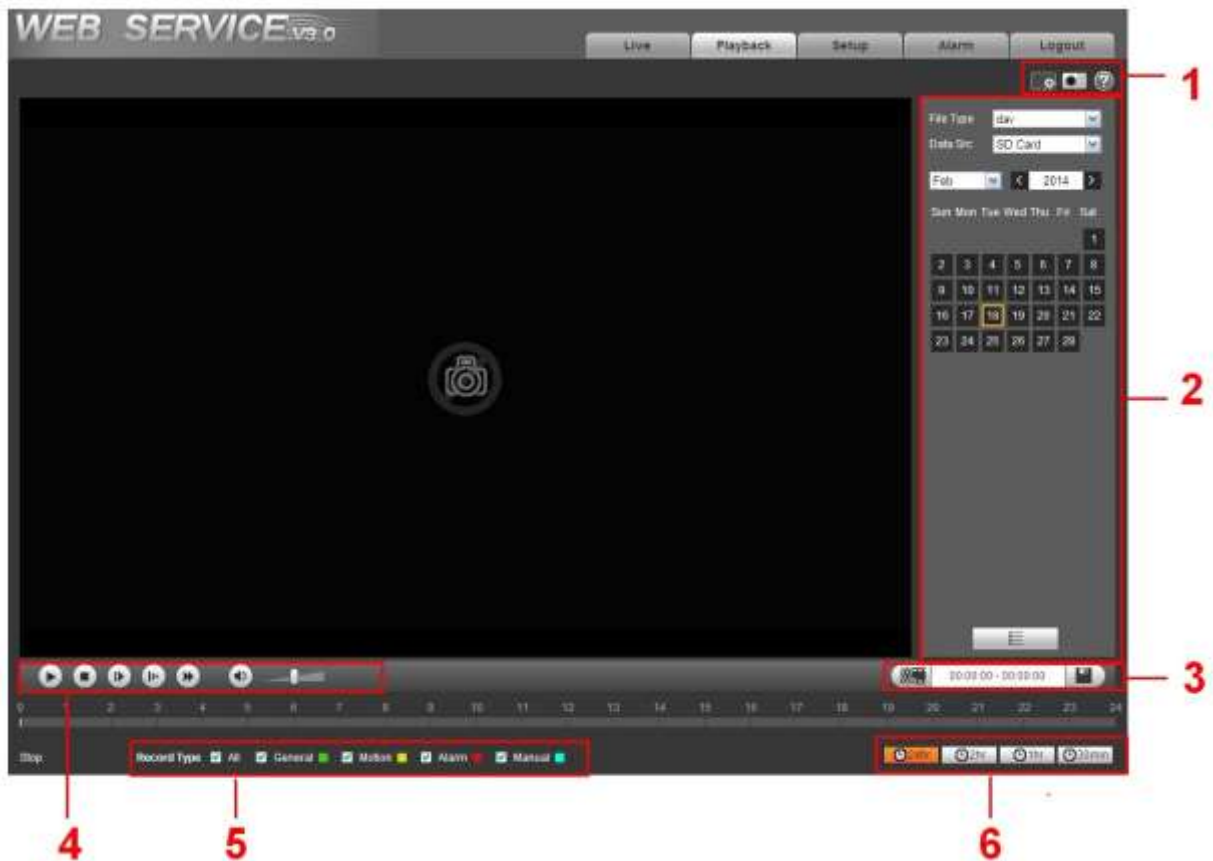 WEB SERVICE V3.0
Live Playback Setup Alarm Logout
1
File Type dav
Data Src SD Card
Feb 2014
Sun Mon Tue Wed Thu Fri Sat
1
2 3 4 5 6 7 8
9 10 11 12 13 14 15
16 17 18 19 20 21 22
23 24 25 26 27 28
2
00:00:00 - 00:00:00
3
0 1 2 3 4 5 6 7 8 9 10 11 12 13 14 15 16 17 18 19 20 21 22 23 24
Stop Record Type All General Motion Alarm Manual 24hr 2hr 1hr 30min
4 5 6